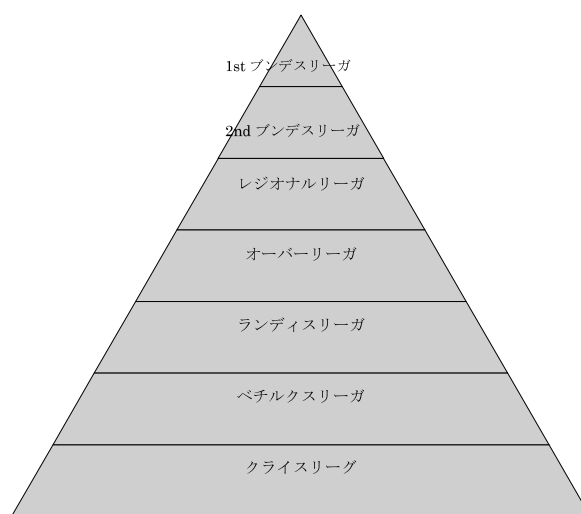 1st ブンデスリーガ
2nd ブンデスリーガ
レジオナルリーガ
オーバーリーガ
ランディスリーガ
ベチルクスリーガ
クライスリーグ